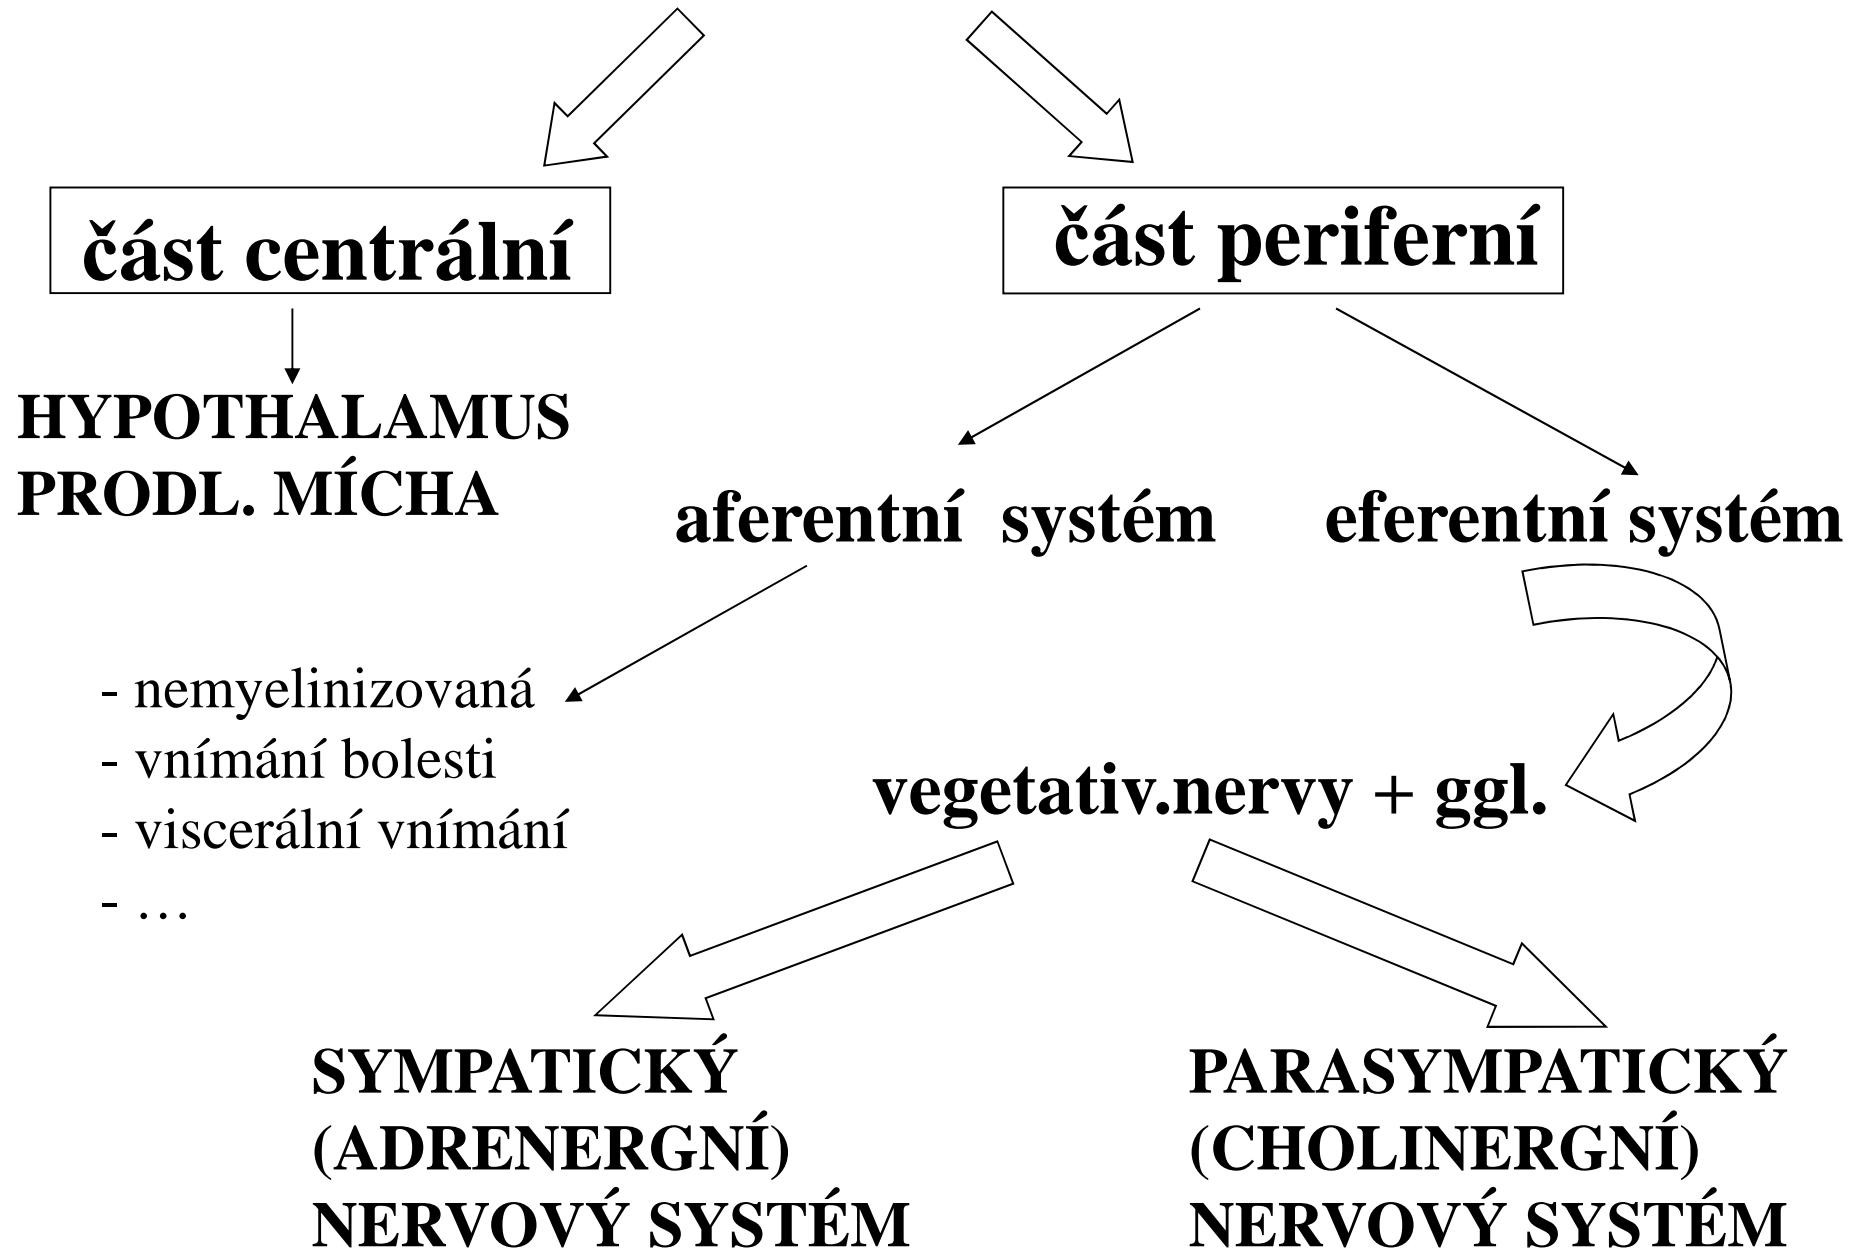 část centrální
část periferní
HYPOTHALAMUS
PRODL. MÍCHA
aferentní systém
eferentní systém
- nemyelinizovaná
- vnímání bolesti
- viscerální vnímání
- …
vegetativ.nervy + ggl.
SYMPATICKÝ
(ADRENERGNÍ)
NERVOVÝ SYSTÉM
PARASYMPATICKÝ
(CHOLINERGNÍ)
NERVOVÝ SYSTÉM